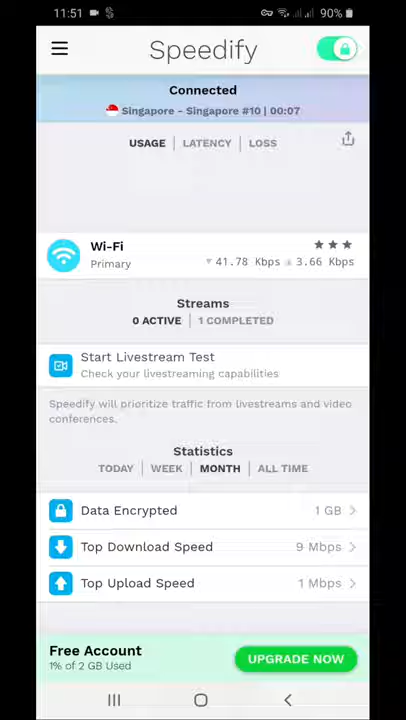 11:51 90%
Speedify
Connected
Singapore - Singapore #10 | 00:07
USAGE | LATENCY | LOSS
Wi-Fi
Primary 41.78 Kbps 3.66 Kbps
Streams
0 ACTIVE | 1 COMPLETED
Start Livestream Test
Check your livestreaming capabilities
Speedify will prioritize traffic from livestreams and video
conferences.
Statistics
TODAY | WEEK | MONTH | ALL TIME
Data Encrypted 1 GB
Top Download Speed 9 Mbps
Top Upload Speed 1 Mbps
Free Account
1% of 2 GB Used
UPGRADE NOW